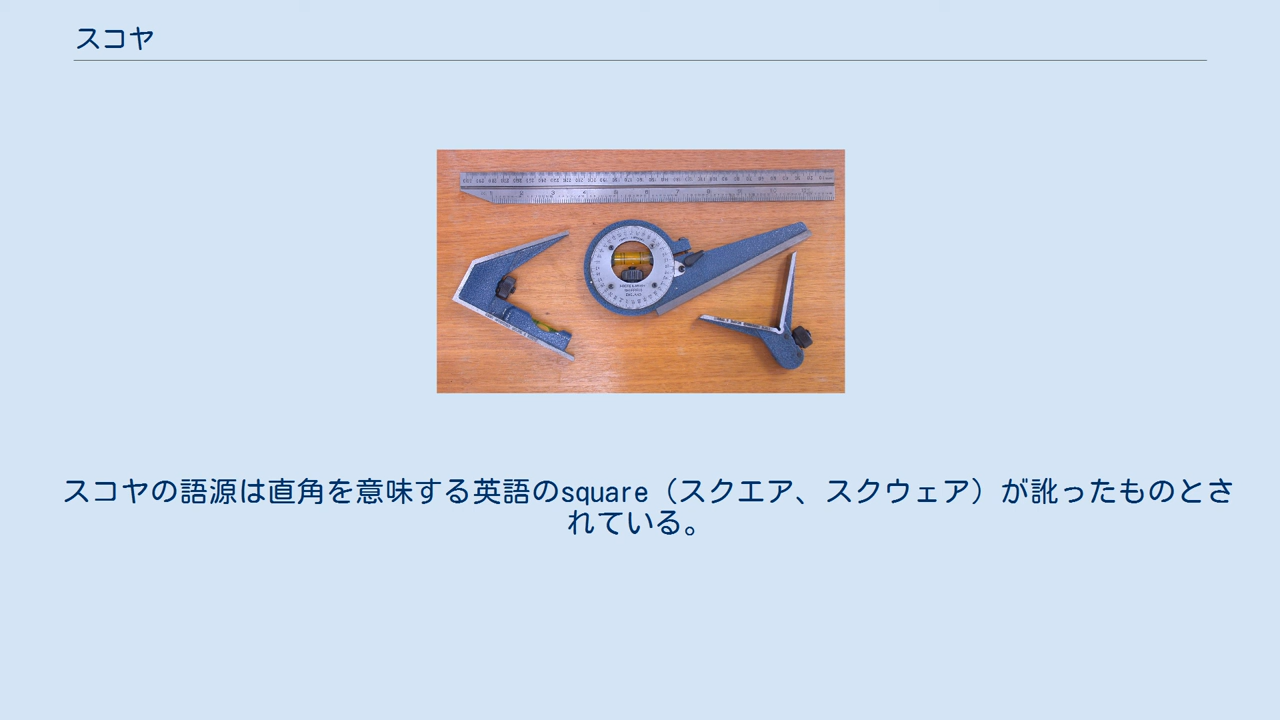 スコヤ
スコヤの語源は直角を意味する英語のsquare（スクエア、スクウェア）が訛ったものとさ
れている。